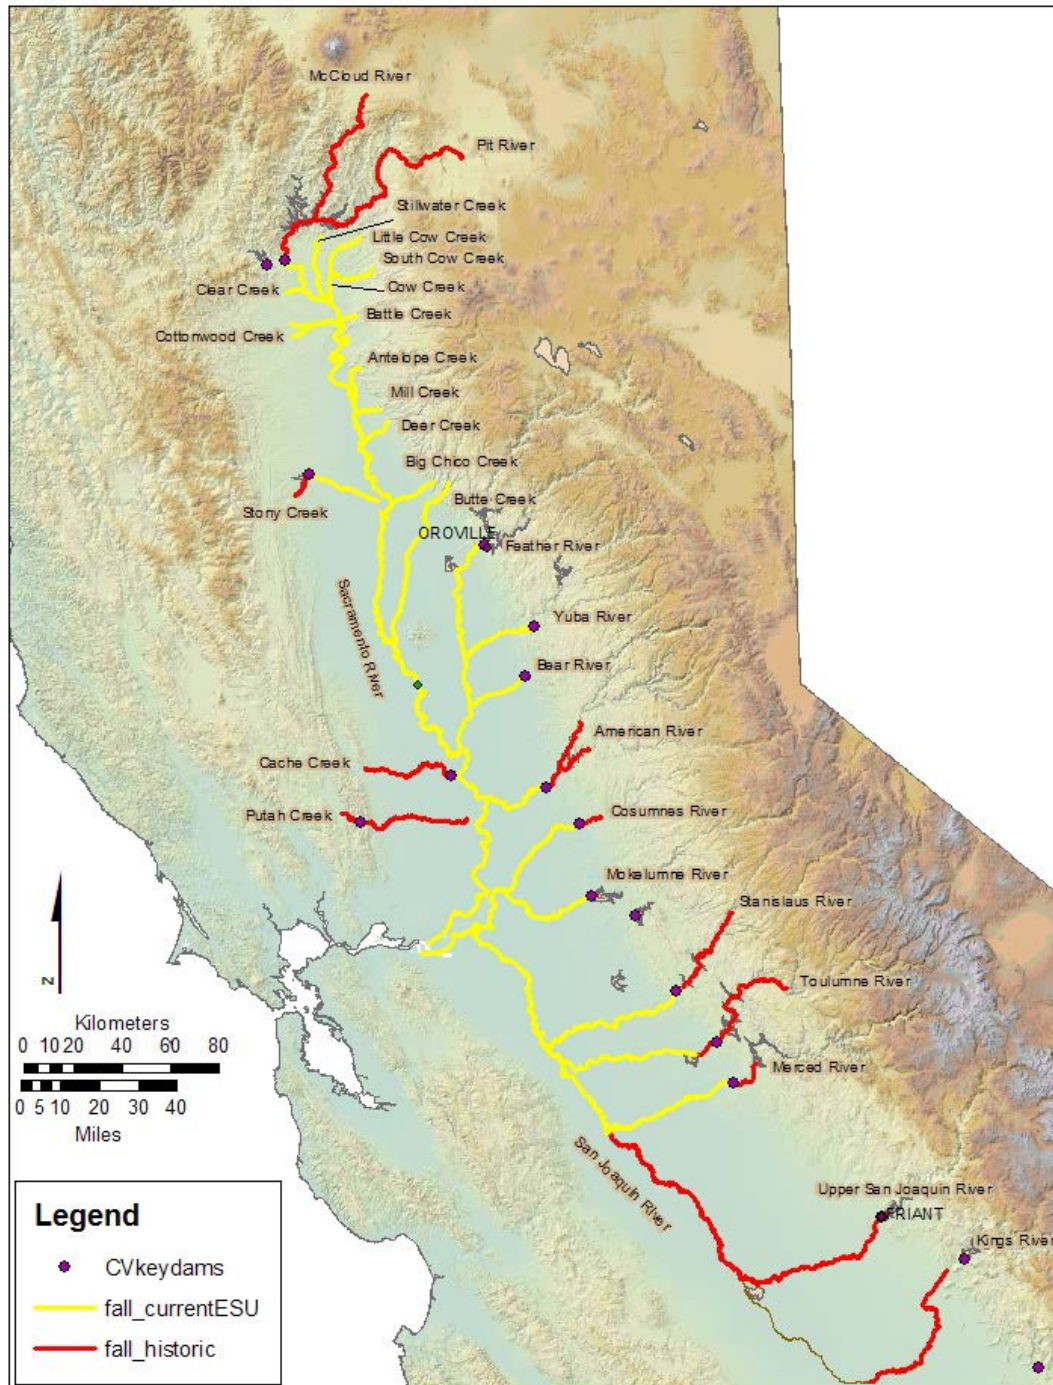 McCloud River
Pit River
Stillwater Creek
Little Cow Creek
South Cow Creek
Clear Creek
Cow Creek
Battle Creek
Cottonwood Creek
Antelope Creek
Mill Creek
Deer Creek
Big Chico Creek
Butte Creek
Stony Creek
OROVILLE
Feather River
Sacramento River
Yuba River
Bear River
American River
Cache Creek
Putah Creek
Cosumnes River
Mokelumne River
Stanislaus River
Toulumne River
N
Kilometers
0 10 20 40 60 80
0 5 10 20 30 40
Miles
Merced River
San Joaquin River
Upper San Joaquin River
FRIANT
Kings River
Legend
CVkeydams
fall_currentESU
fall_historic